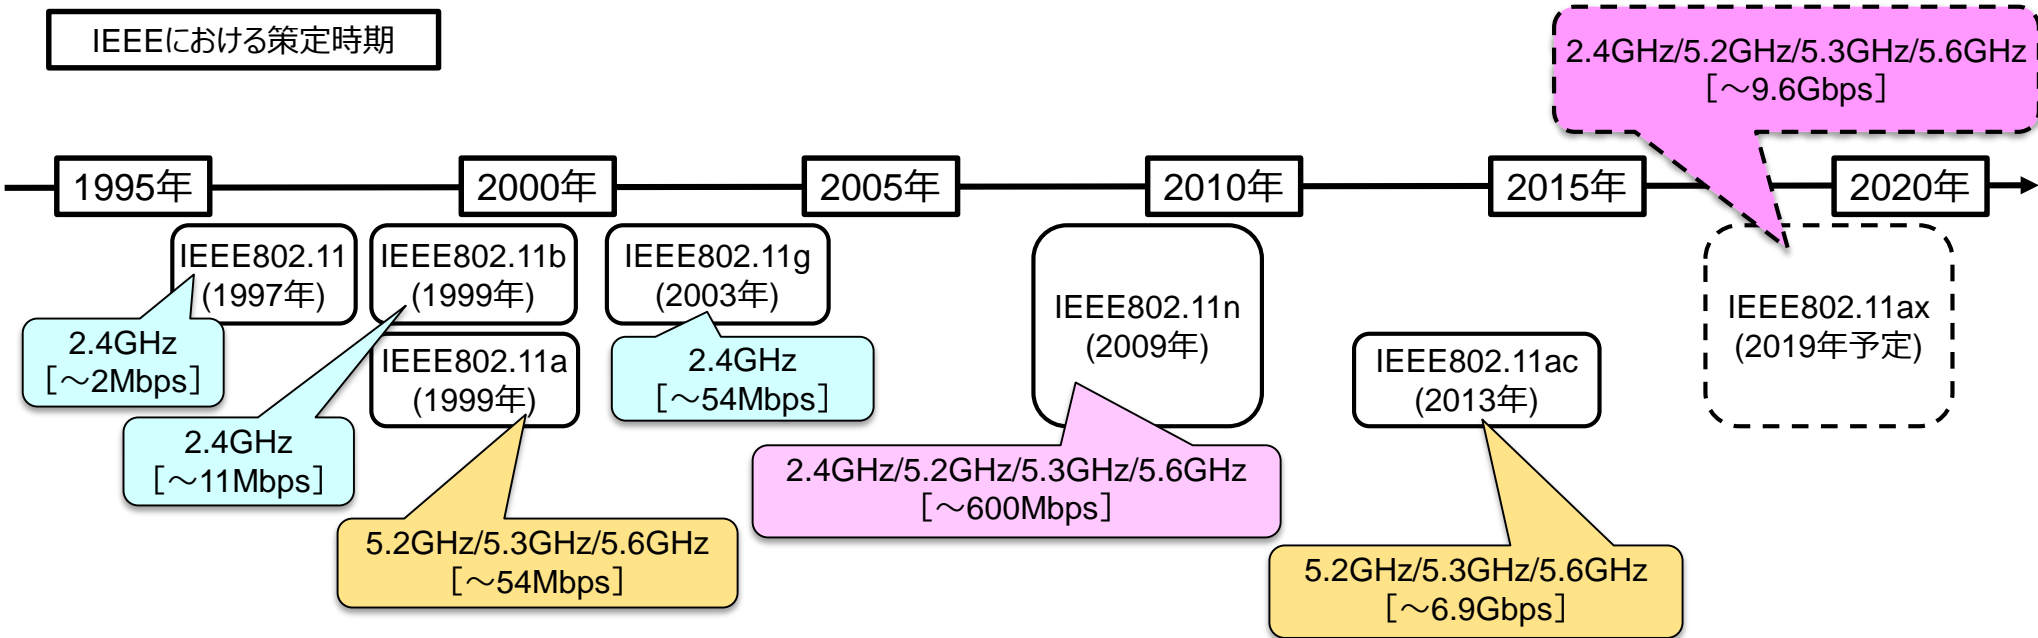 IEEEにおける策定時期
2.4GHz/5.2GHz/5.3GHz/5.6GHz
［～9.6Gbps］
1995年
2000年
2005年
2010年
2015年
2020年
IEEE802.11
(1997年)
2.4GHz
［～2Mbps］
IEEE802.11b
(1999年)
2.4GHz
［～11Mbps］
IEEE802.11a
(1999年)
5.2GHz/5.3GHz/5.6GHz
［～54Mbps］
IEEE802.11g
(2003年)
2.4GHz
［～54Mbps］
IEEE802.11n
(2009年)
2.4GHz/5.2GHz/5.3GHz/5.6GHz
［～600Mbps］
IEEE802.11ac
(2013年)
5.2GHz/5.3GHz/5.6GHz
［～6.9Gbps］
IEEE802.11ax
(2019年予定)